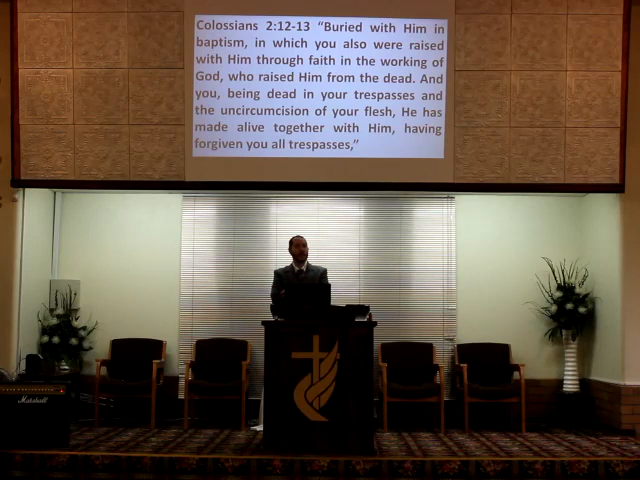 Colossians 2:12-13 “Buried with Him in
baptism, in which you also were raised
with Him through faith in the working of
God, who raised Him from the dead. And
you, being dead in your trespasses and
the uncircumcision of your flesh, He has
made alive together with Him, having
forgiven you all trespasses,”
Marshall